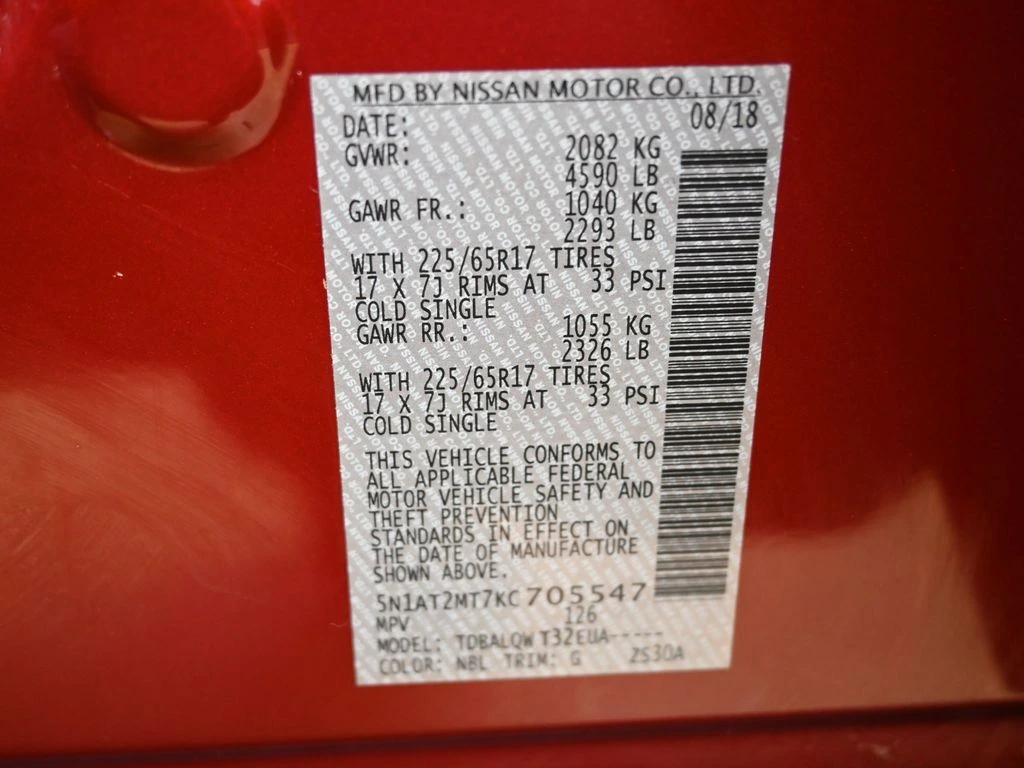 MFD BY NISSAN MOTOR CO., LTD.
DATE: 08/18
GVWR: 2082 KG
4590 LB
GAWR FR.: 1040 KG
2293 LB
WITH 225/65R17 TIRES
17 X 7J RIMS AT 33 PSI
COLD SINGLE
GAWR RR.: 1055 KG
2326 LB
WITH 225/65R17 TIRES
17 X 7J RIMS AT 33 PSI
COLD SINGLE
THIS VEHICLE CONFORMS TO
ALL APPLICABLE FEDERAL
MOTOR VEHICLE SAFETY AND
THEFT PREVENTION
STANDARDS IN EFFECT ON
THE DATE OF MANUFACTURE
SHOWN ABOVE.
5N1AT2MT7KC705547
MPV 126
MODEL: TDBALQW T32EUA-----
COLOR: NBL TRIM: G ZS30A